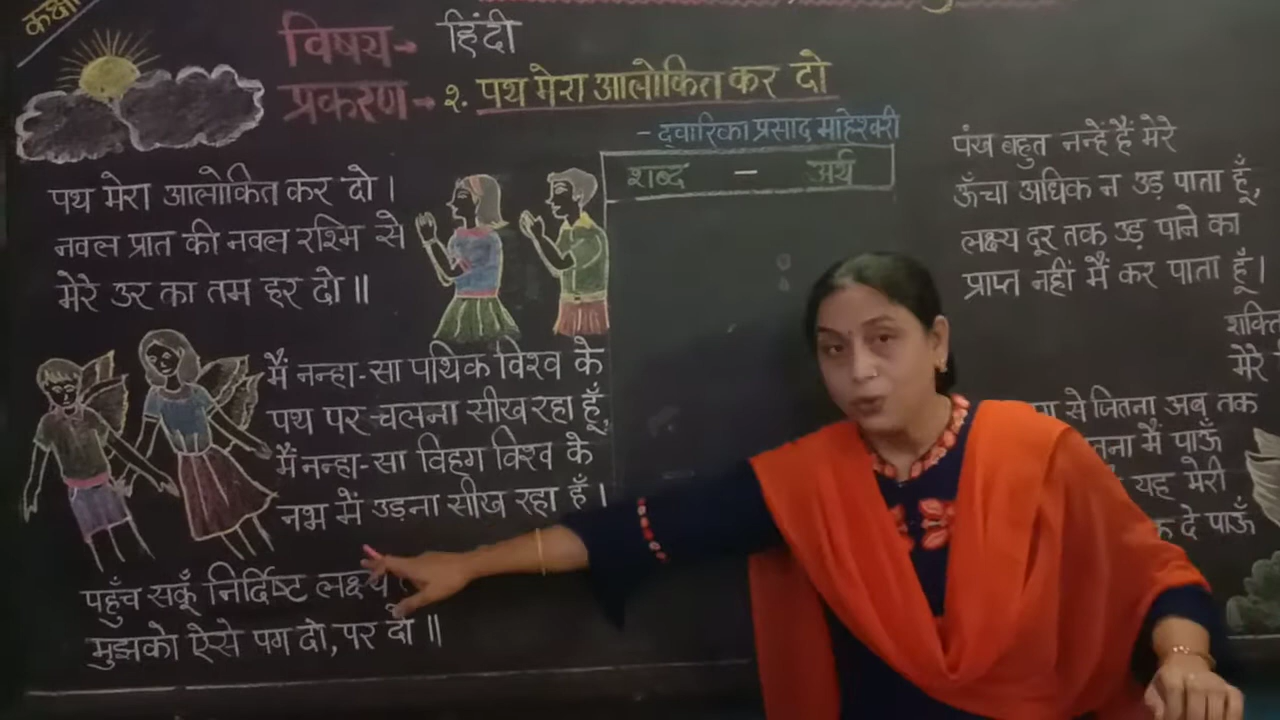 कक्षा
विषय→ हिंदी
प्रकरण→ २. पथ मेरा आलोकित कर दो
- द्वारिका प्रसाद माहेश्वरी
पथ मेरा आलोकित कर दो।
नवल प्रात की नवल रश्मि से
मेरे उर का तम हर दो॥
मैं नन्हा-सा पथिक विश्व के
पथ पर चलना सीख रहा हूँ,
मैं नन्हा-सा विहग विश्व के
नभ में उड़ना सीख रहा हूँ।
पहुँच सकूँ निर्दिष्ट लक्ष्य
मुझको ऐसे पग दो, पर दो॥
शब्द - अर्थ
पंख बहुत नन्हें हैं मेरे
ऊँचा अधिक न उड़ पाता हूँ,
लक्ष्य दूर तक उड़ पाने का
प्राप्त नहीं मैं कर पाता हूँ।
शक्ति
मेरे
से जितना अब तक
मैं पाऊँ
यह मेरी
दे पाऊँ